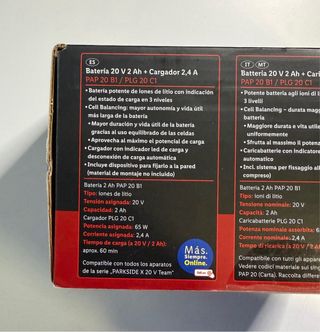 ES
Batería 20 V 2 Ah + Cargador 2,4 A
PAP 20 B1 / PLG 20 C1
• Batería potente de iones de litio con indicación
del estado de carga en 3 niveles
• Cell Balancing: mayor autonomía y vida útil
más larga de la batería
• Mayor duración y vida útil de la batería
gracias al uso equilibrado de las celdas
• Aprovecha al máximo el potencial de carga
• Cargador con indicador led de carga y
desconexión de carga automática
• Incluye dispositivo para fijarlo a la pared
(material de montaje no incluido)
Batería 2 Ah PAP 20 B1
Tipo: iones de litio
Tensión asignada: 20 V
Capacidad: 2 Ah
Cargador PLG 20 C1
Potencia asignada: 65 W
Corriente asignada: 2,4 A
Tiempo de carga (a 20 V / 2 Ah):
aprox. 60 min
Compatible con todos los aparatos
de la serie „PARKSIDE X 20 V Team“
Más.
Siempre.
Online.
IT MT
Batteria 20 V 2 Ah + Cari
PAP 20 B1 / PLG 20 C1
• Potente batteria agli ioni di l
3 livelli
• Cell Balancing – durata magg
batteria
• Maggiore durata e vita uti
uniformemente
• Sfrutta al massimo il poten
• Caricabatterie con indicatore
automatico
• Incl. sistema per fissaggio all
compreso)
Batteria 2 Ah PAP 20 B1
Tipo: ioni di litio
Tensione nominale: 20 V
Capacità: 2 Ah
Caricabatterie PLG 20 C1
Potenza nominale assorbita: 6
Corrente nominale: 2,4 A
Tempo di ricarica (a 20 V / 2
Compatibile con tutti gli
Vedere codici materiali sui sin
PAP 20 (Carta). Raccolta differe